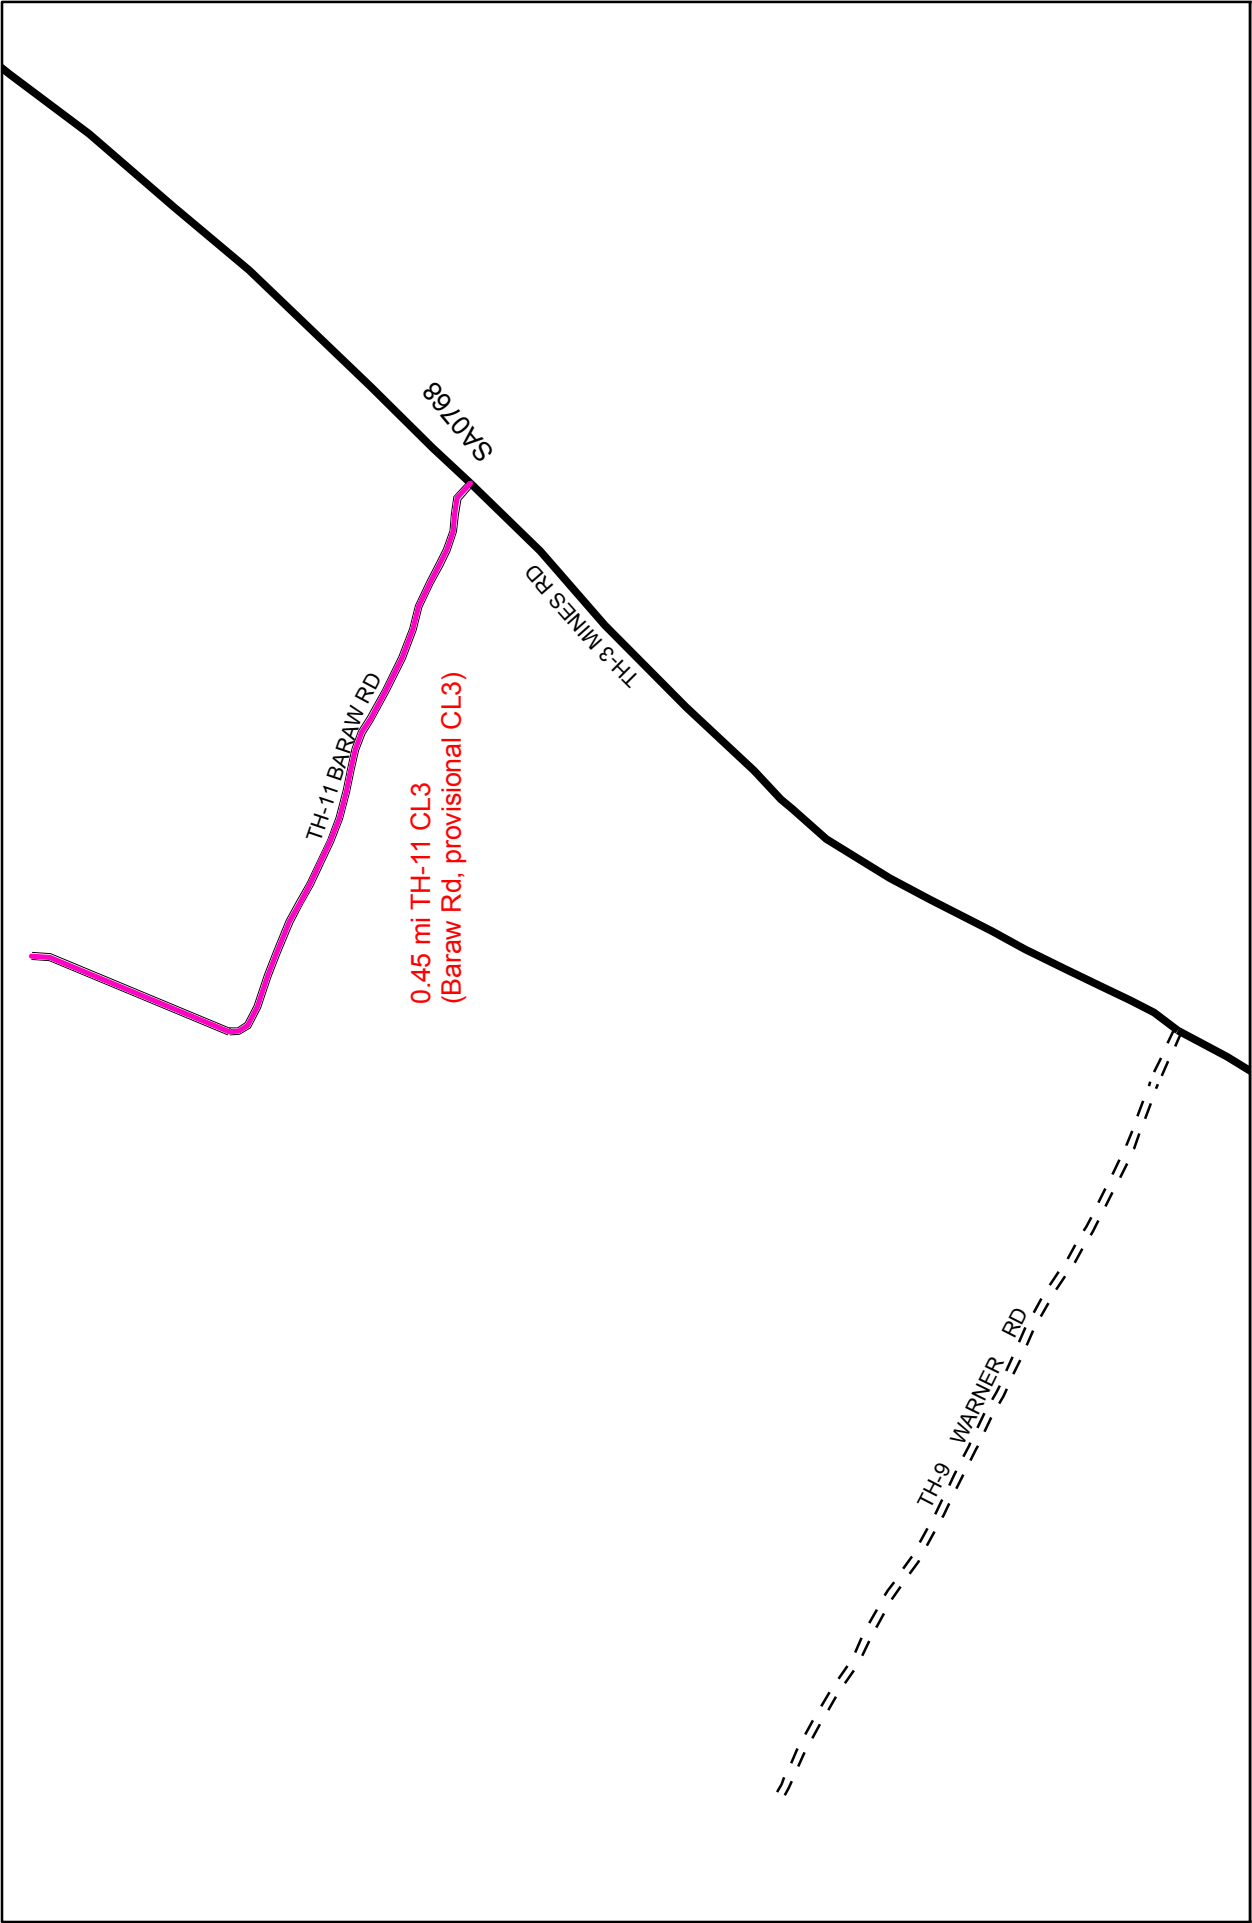 SA0768
TH-3 MINES RD
TH-11 BARAW RD
0.45 mi TH-11 CL3
(Baraw Rd, provisional CL3)
TH-9 WARNER RD